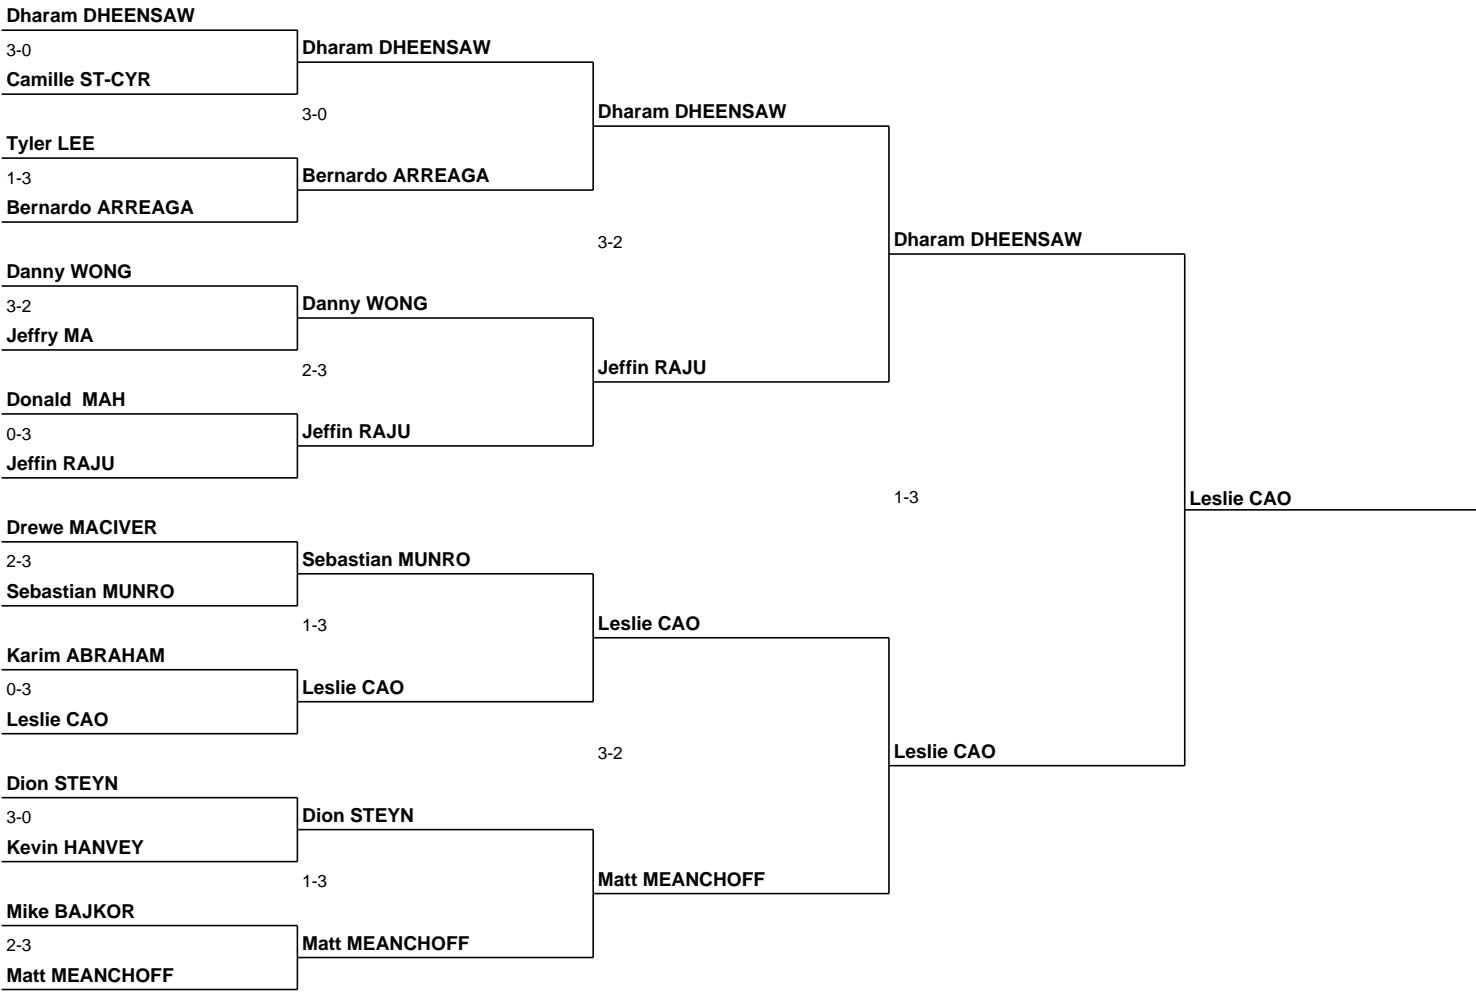 Dharam DHEENSAW
3-0
Camille ST-CYR
Tyler LEE
1-3
Bernardo ARREAGA
Danny WONG
3-2
Jeffry MA
Donald  MAH
0-3
Jeffin RAJU
Drewe MACIVER
2-3
Sebastian MUNRO
Karim ABRAHAM
0-3
Leslie CAO
Dion STEYN
3-0
Kevin HANVEY
Mike BAJKOR
2-3
Matt MEANCHOFF
Dharam DHEENSAW
3-0
Bernardo ARREAGA
Danny WONG
2-3
Jeffin RAJU
Sebastian MUNRO
1-3
Leslie CAO
Dion STEYN
1-3
Matt MEANCHOFF
Dharam DHEENSAW
3-2
Jeffin RAJU
Leslie CAO
3-2
Matt MEANCHOFF
Dharam DHEENSAW
1-3
Leslie CAO
Leslie CAO